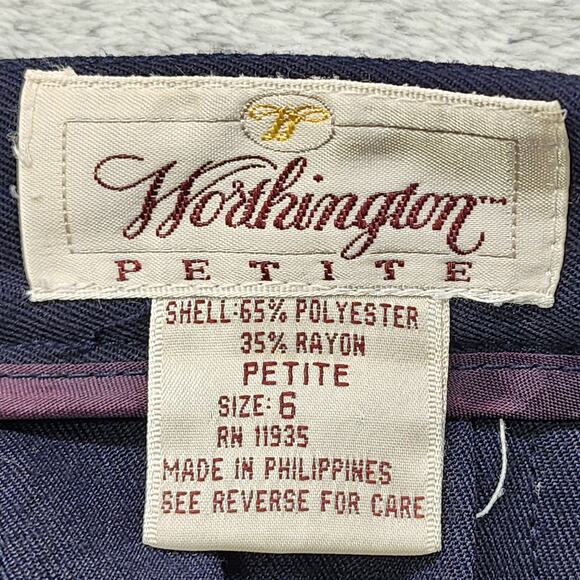 W
Worthington™
PETITE
SHELL:65% POLYESTER
35% RAYON
PETITE
SIZE: 6
RN 11935
MADE IN PHILIPPINES
SEE REVERSE FOR CARE